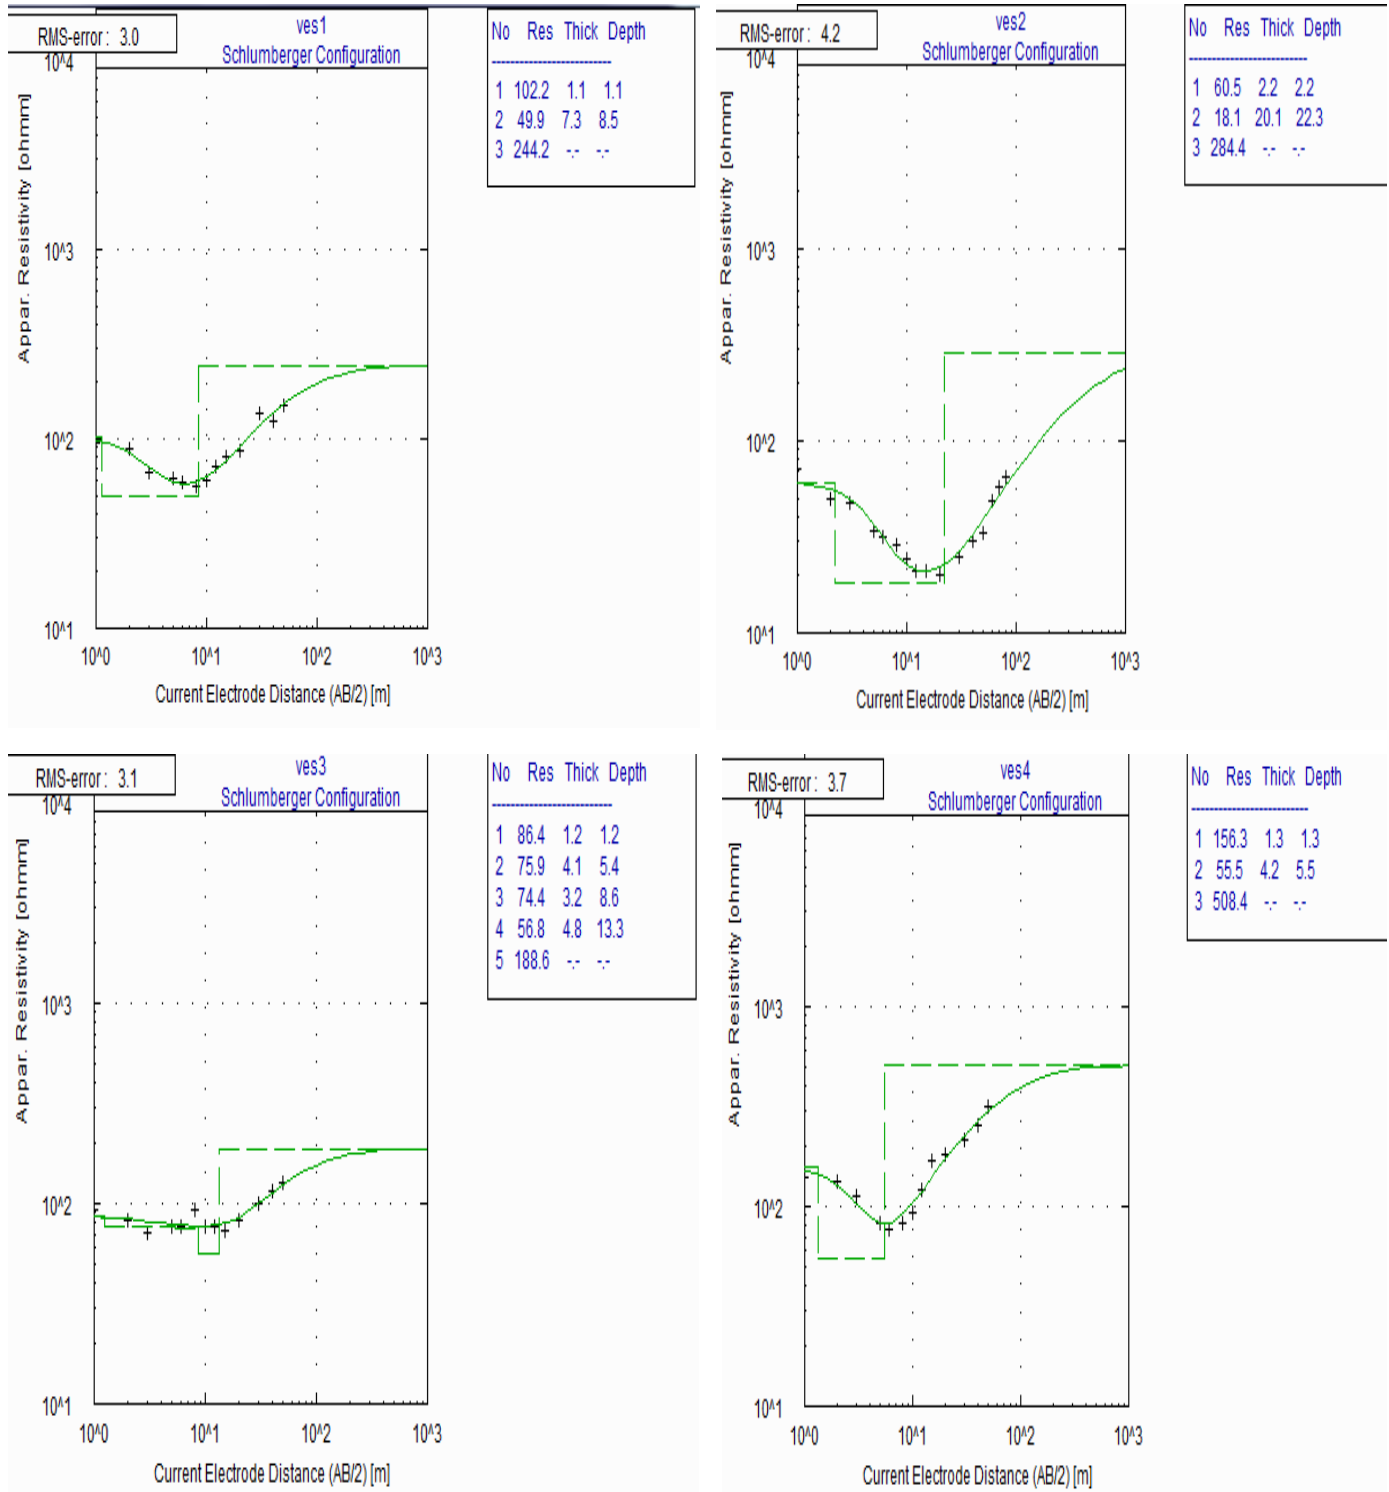 RMS-error : 3.0
ves1
Schlumberger Configuration
No Res Thick Depth
1 102.2 1.1 1.1
2 49.9 7.3 8.5
3 244.2 -.- -.-
Appar. Resistivity [ohmm]
10^4
10^3
10^2
10^1
10^0 10^1 10^2 10^3
Current Electrode Distance (AB/2) [m]
RMS-error : 4.2
ves2
Schlumberger Configuration
No Res Thick Depth
1 60.5 2.2 2.2
2 18.1 20.1 22.3
3 284.4 -.- -.-
Appar. Resistivity [ohmm]
10^4
10^3
10^2
10^1
10^0 10^1 10^2 10^3
Current Electrode Distance (AB/2) [m]
RMS-error : 3.1
ves3
Schlumberger Configuration
No Res Thick Depth
1 86.4 1.2 1.2
2 75.9 4.1 5.4
3 74.4 3.2 8.6
4 56.8 4.8 13.3
5 188.6 -.- -.-
Appar. Resistivity [ohmm]
10^4
10^3
10^2
10^1
10^0 10^1 10^2 10^3
Current Electrode Distance (AB/2) [m]
RMS-error : 3.7
ves4
Schlumberger Configuration
No Res Thick Depth
1 156.3 1.3 1.3
2 55.5 4.2 5.5
3 508.4 -.- -.-
Appar. Resistivity [ohmm]
10^4
10^3
10^2
10^1
10^0 10^1 10^2 10^3
Current Electrode Distance (AB/2) [m]